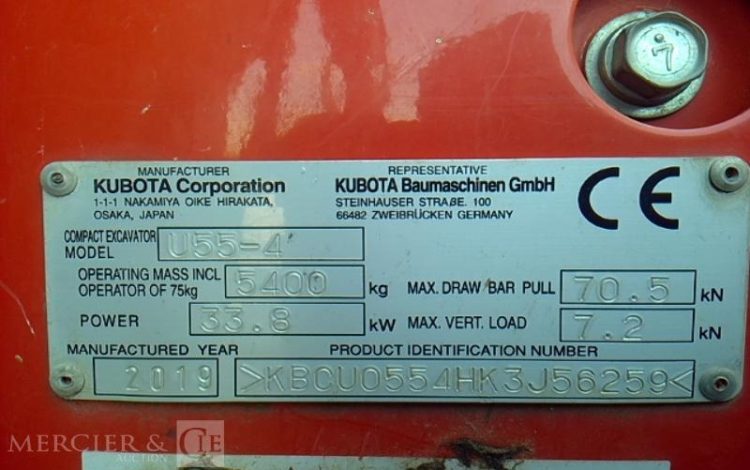 7
MANUFACTURER
KUBOTA Corporation
1-1-1 NAKAMIYA OIKE HIRAKATA,
OSAKA, JAPAN
REPRESENTATIVE
KUBOTA Baumaschinen GmbH
STEINHAUSER STRAßE. 100
66482 ZWEIBRÜCKEN GERMANY
CE
COMPACT EXCAVATOR
MODEL U55-4
OPERATING MASS INCL
OPERATOR OF 75kg 5400 kg
MAX. DRAW BAR PULL 70.5 kN
POWER 33.8 kW
MAX. VERT. LOAD 7.2 kN
MANUFACTURED YEAR
2019
PRODUCT IDENTIFICATION NUMBER
>KBCU0554HK3J56259<
MERCIER & CIE
AUCTION